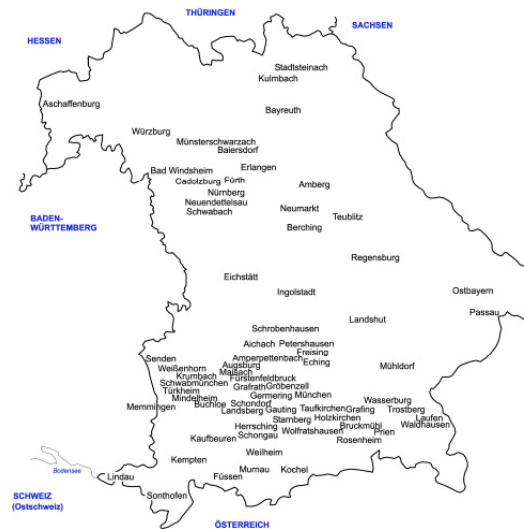 THÜRINGEN
SACHSEN
HESSEN
Stadtsteinach
Kulmbach
Aschaffenburg
Bayreuth
Würzburg
Münsterschwarzach
Baiersdorf
Bad Windsheim
Erlangen
Cadolzburg
Fürth
Amberg
Nürnberg
Neuendettelsau
Schwabach
Neumarkt
Teublitz
BADEN-
WÜRTTEMBERG
Berching
Regensburg
Eichstätt
Ingolstadt
Ostbayern
Passau
Landshut
Schrobenhausen
Aichach
Petershausen
Freising
Senden
Amperpettenbach
Eching
Weißenhorn
Augsburg
Mühldorf
Krumbach
Maisach
Fürstenfeldbruck
Schwabmünchen
Grafrath
Gröbenzell
Türkheim
Germering
München
Mindelheim
Wasserburg
Memmingen
Buchloe
Schondorf
Landsberg
Gauting
Taufkirchen
Grafing
Trostberg
Starnberg
Holzkirchen
Laufen
Herrsching
Bruckmühl
Waldhausen
Kaufbeuren
Schongau
Wolfratshausen
Prien
Rosenheim
Weilheim
Kempten
Murnau
Kochel
Bodensee
Lindau
Füssen
Sonthofen
SCHWEIZ
(Ostschweiz)
ÖSTERREICH